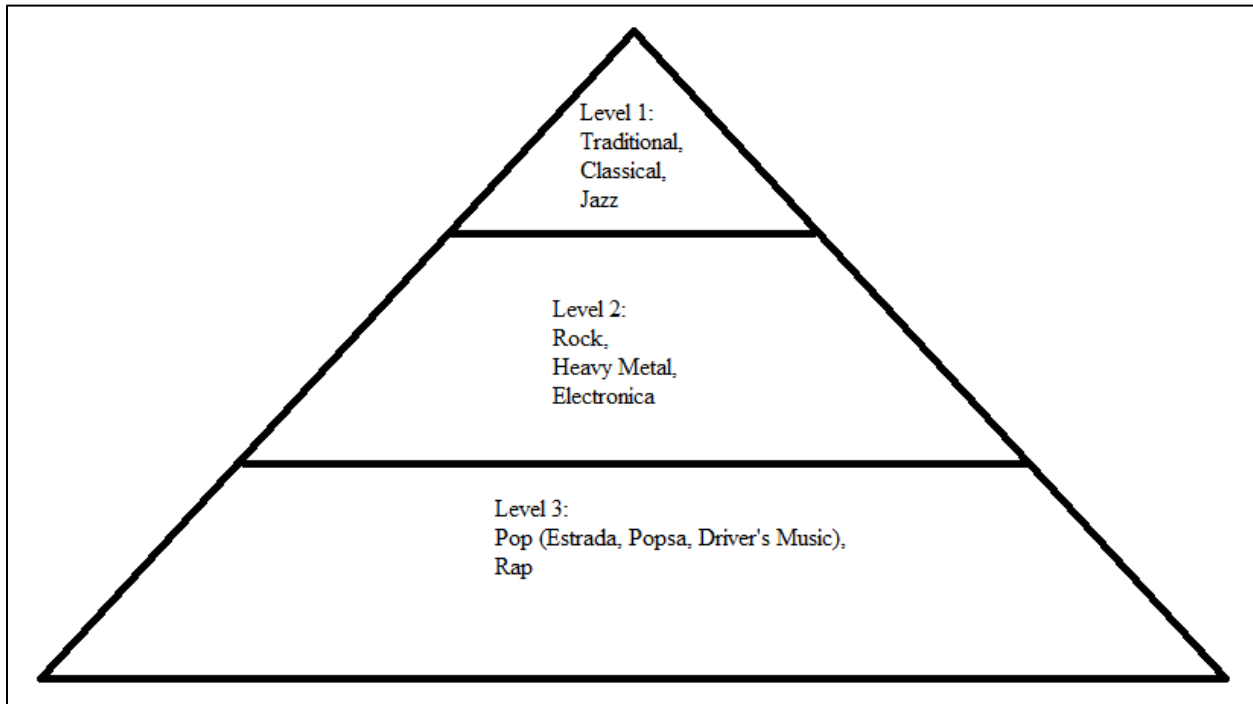 Level 1:
Traditional,
Classical,
Jazz
Level 2:
Rock,
Heavy Metal,
Electronica
Level 3:
Pop (Estrada, Popsa, Driver's Music),
Rap